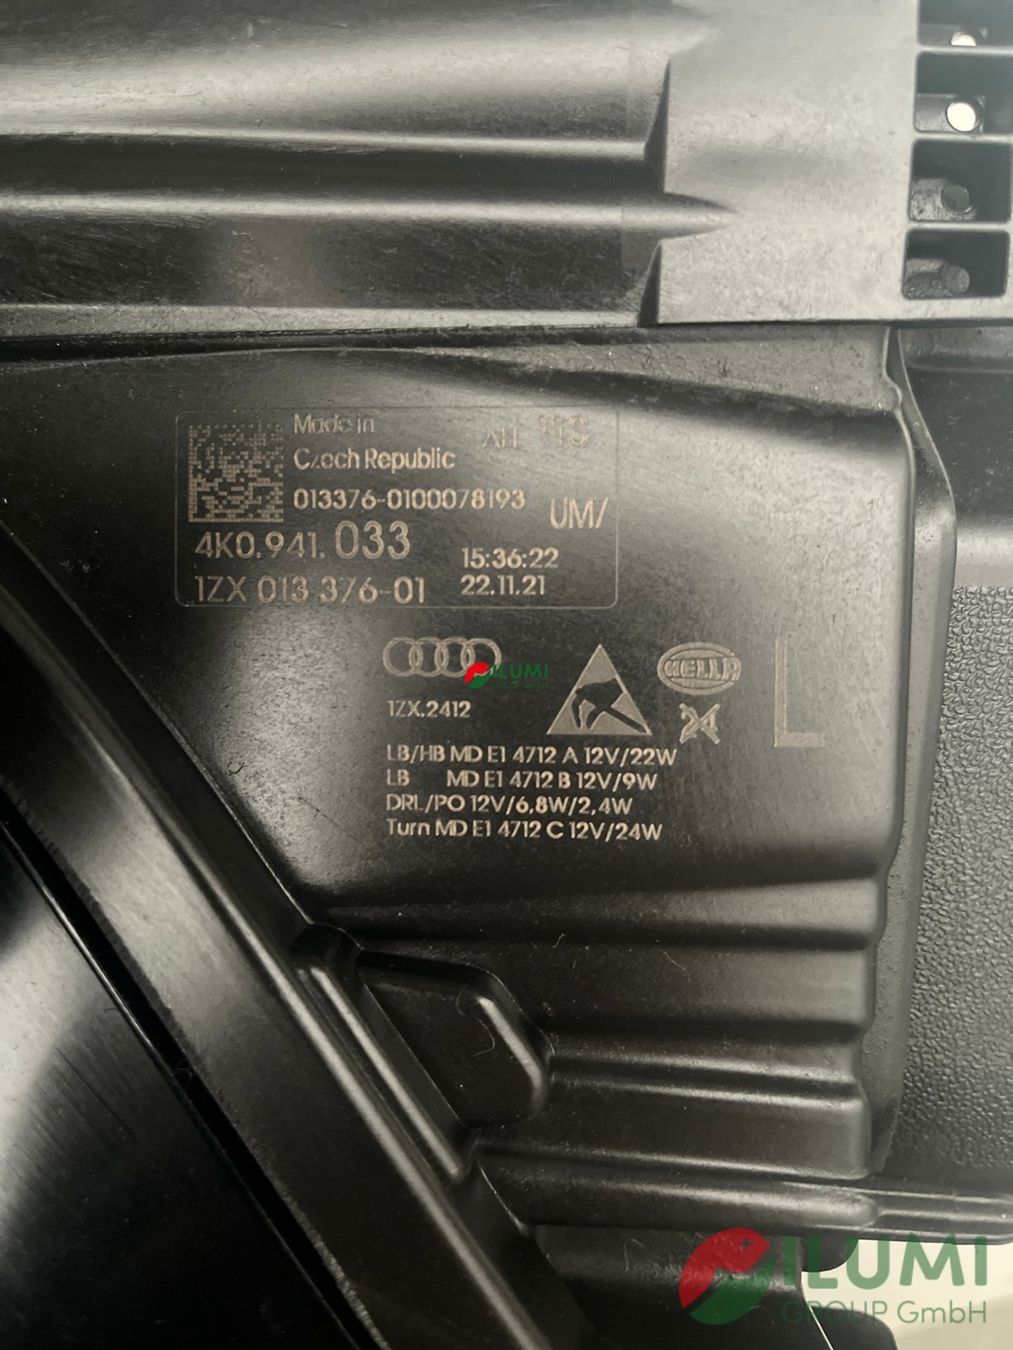 Made in
Czech Republic
013376-0100078193
UM/
4K0.941.033
15:36:22
1ZX 013 376-01
22.11.21
ILUMI
HELLA
L
1ZX.2412
LB/HB MD E1 4712 A 12V/22W
LB MD E1 4712 B 12V/9W
DRL/PO 12V/6,8W/2,4W
Turn MD E1 4712 C 12V/24W
ILUMI
GROUP GmbH